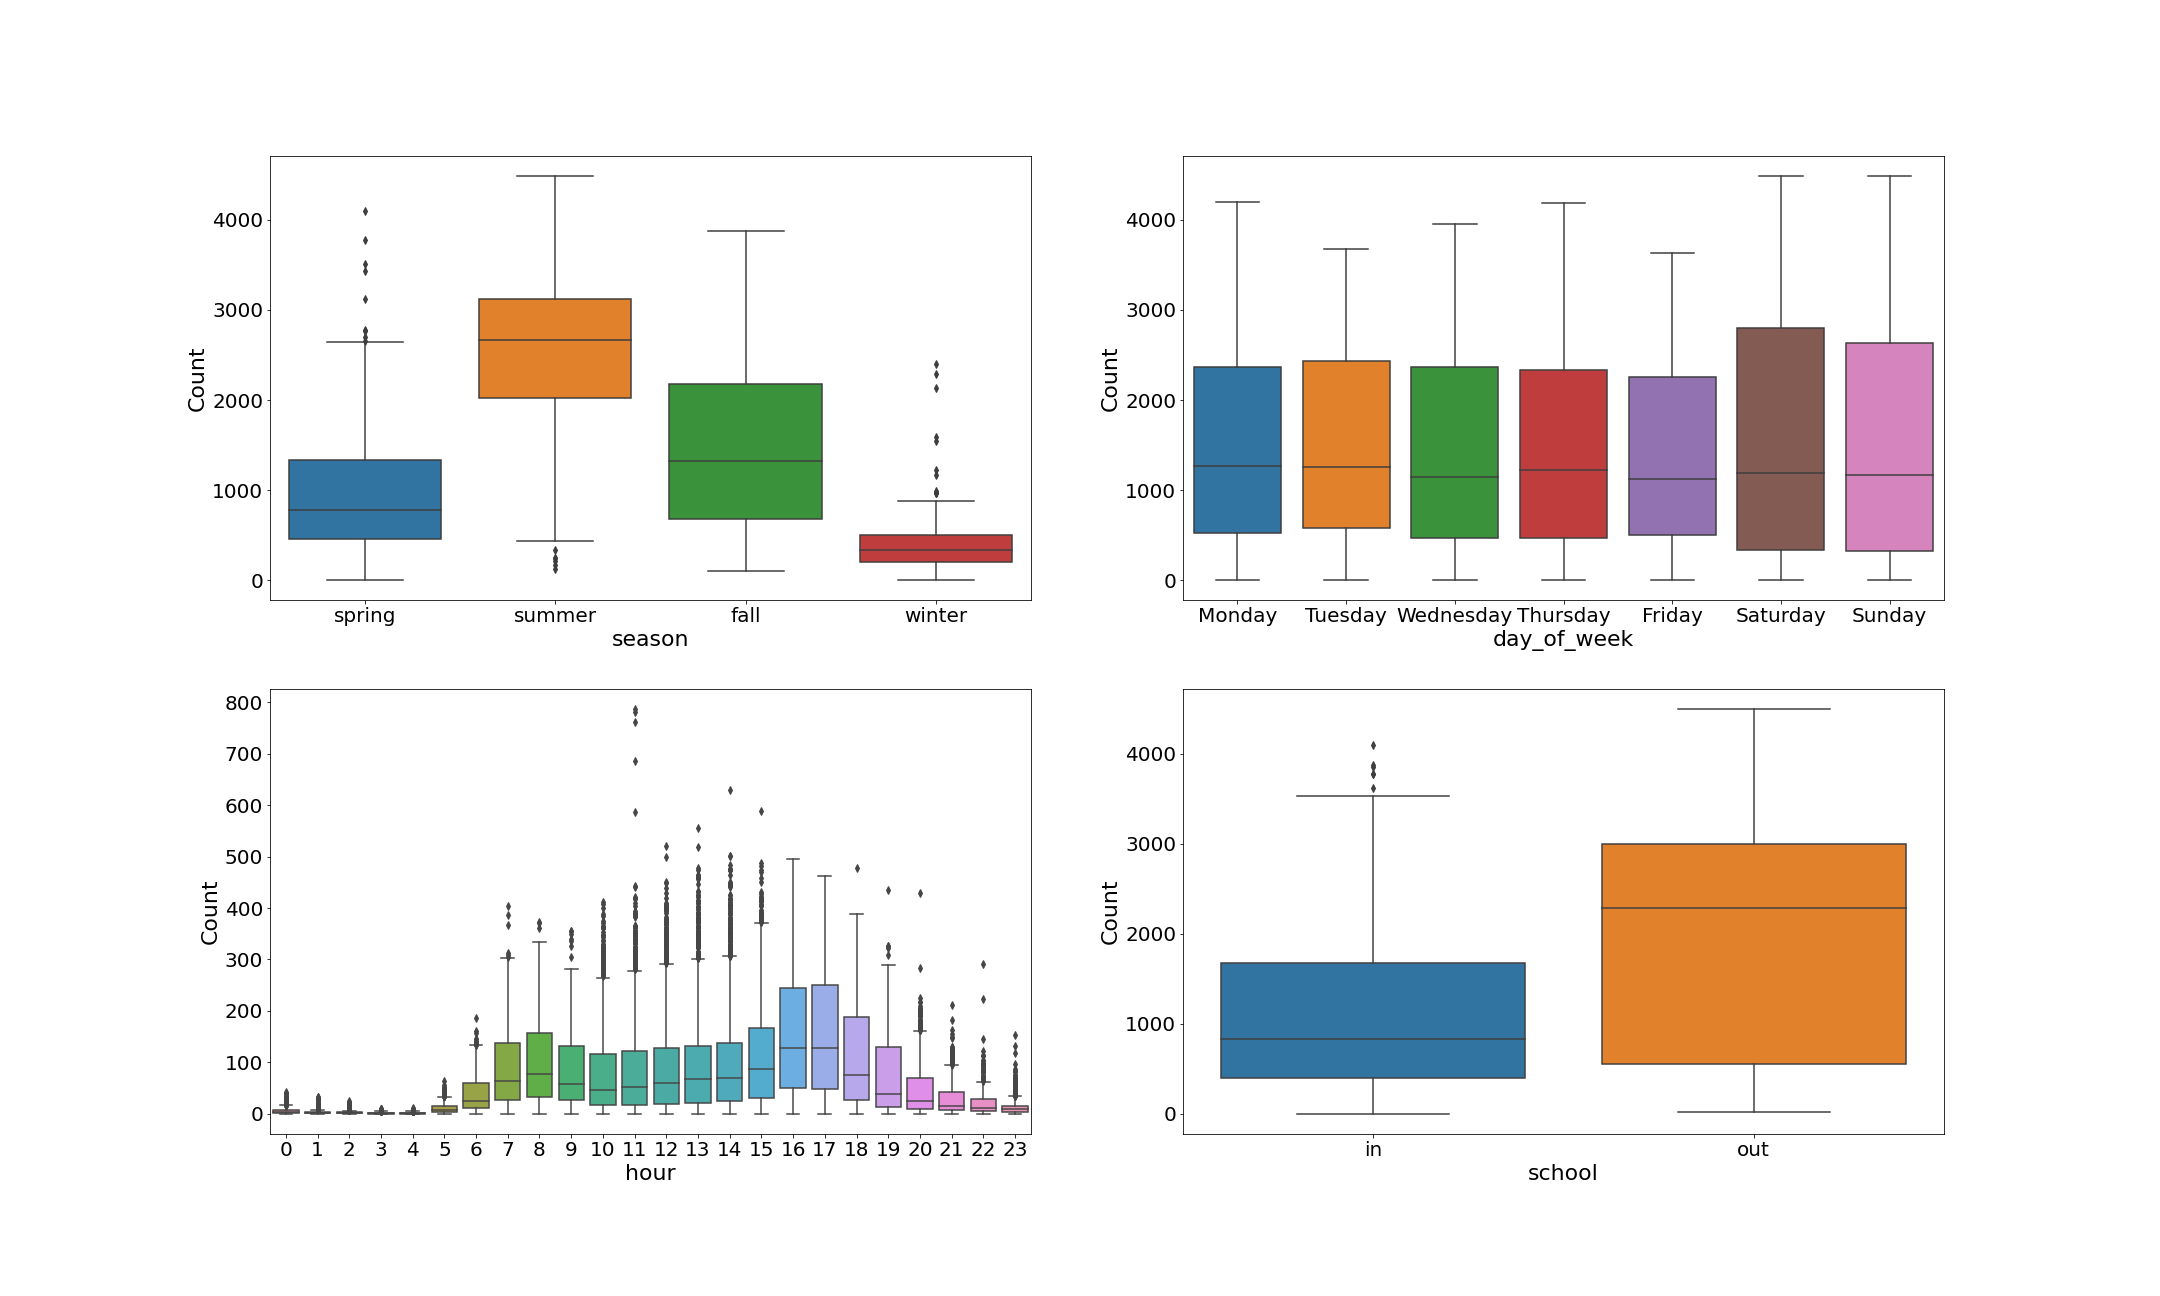 4000
3000
2000
1000
0
Count
spring summer fall winter
season
4000
3000
2000
1000
0
Count
Monday Tuesday Wednesday Thursday Friday Saturday Sunday
day_of_week
800
700
600
500
400
300
200
100
0
Count
0 1 2 3 4 5 6 7 8 9 10 11 12 13 14 15 16 17 18 19 20 21 22 23
hour
4000
3000
2000
1000
0
Count
in out
school